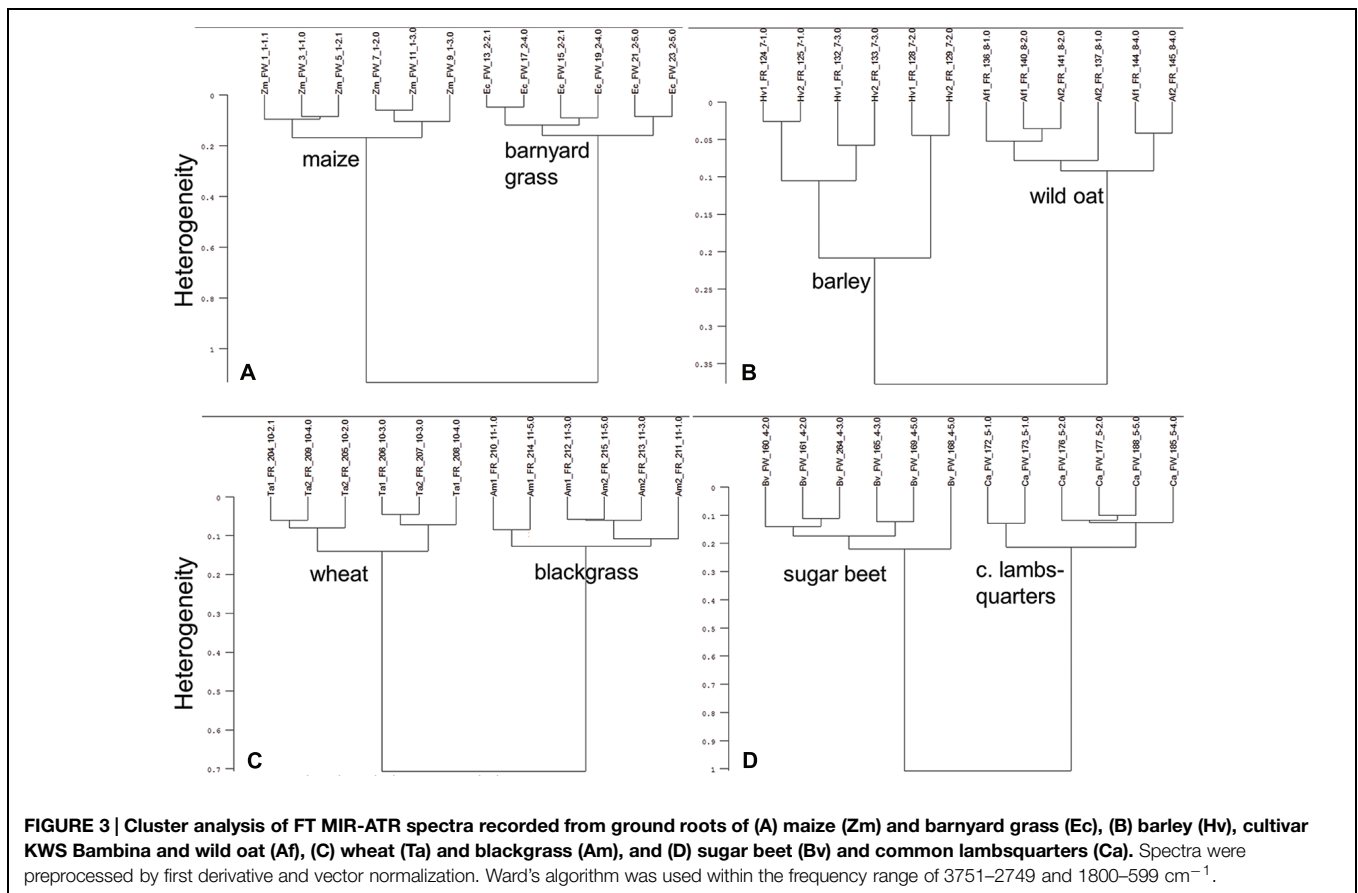 Zm_FW_1_1-1.1
Zm_FW_3_1-1.0
Zm_FW_5_1-2.1
Zm_FW_7_1-2.0
Zm_FW_11_1-3.0
Zm_FW_9_1-3.0
Ec_FW_13_2-2.1
Ec_FW_17_2-4.0
Ec_FW_15_2-2.1
Ec_FW_19_2-4.0
Ec_FW_21_2-5.0
Ec_FW_23_2-5.0
Heterogeneity
0
0.2
0.4
0.6
0.8
1
maize
barnyard
grass
A
Hv1_FR_124_7-1.0
Hv2_FR_125_7-1.0
Hv1_FR_132_7-3.0
Hv2_FR_133_7-3.0
Hv1_FR_128_7-2.0
Hv2_FR_129_7-2.0
Af1_FR_136_8-1.0
Af1_FR_140_8-2.0
Af2_FR_141_8-2.0
Af2_FR_137_8-1.0
Af1_FR_144_8-4.0
Af2_FR_145_8-4.0
0
0.05
0.1
0.15
0.2
0.25
0.3
0.35
barley
wild oat
B
Ta1_FR_204_10-2.1
Ta2_FR_209_10-4.0
Ta2_FR_205_10-2.0
Ta1_FR_206_10-3.0
Ta2_FR_207_10-3.0
Ta1_FR_208_10-4.0
Am1_FR_210_11-1.0
Am1_FR_214_11-5.0
Am1_FR_212_11-3.0
Am2_FR_215_11-5.0
Am2_FR_213_11-3.0
Am2_FR_211_11-1.0
Heterogeneity
0
0.1
0.2
0.3
0.4
0.5
0.6
0.7
wheat
blackgrass
C
Bv_FW_160_4-2.0
Bv_FW_161_4-2.0
Bv_FW_264_4-3.0
Bv_FW_165_4-3.0
Bv_FW_169_4-5.0
Bv_FW_168_4-5.0
Ca_FW_172_5-1.0
Ca_FW_173_5-1.0
Ca_FW_176_5-2.0
Ca_FW_177_5-2.0
Ca_FW_188_5-5.0
Ca_FW_185_5-4.0
0
0.1
0.2
0.3
0.4
0.5
0.6
0.7
0.8
0.9
1
sugar beet
c. lambs-
quarters
D
FIGURE 3 | Cluster analysis of FT MIR-ATR spectra recorded from ground roots of (A) maize (Zm) and barnyard grass (Ec), (B) barley (Hv), cultivar
KWS Bambina and wild oat (Af), (C) wheat (Ta) and blackgrass (Am), and (D) sugar beet (Bv) and common lambsquarters (Ca). Spectra were
preprocessed by first derivative and vector normalization. Ward's algorithm was used within the frequency range of 3751–2749 and 1800–599 cm⁻¹.